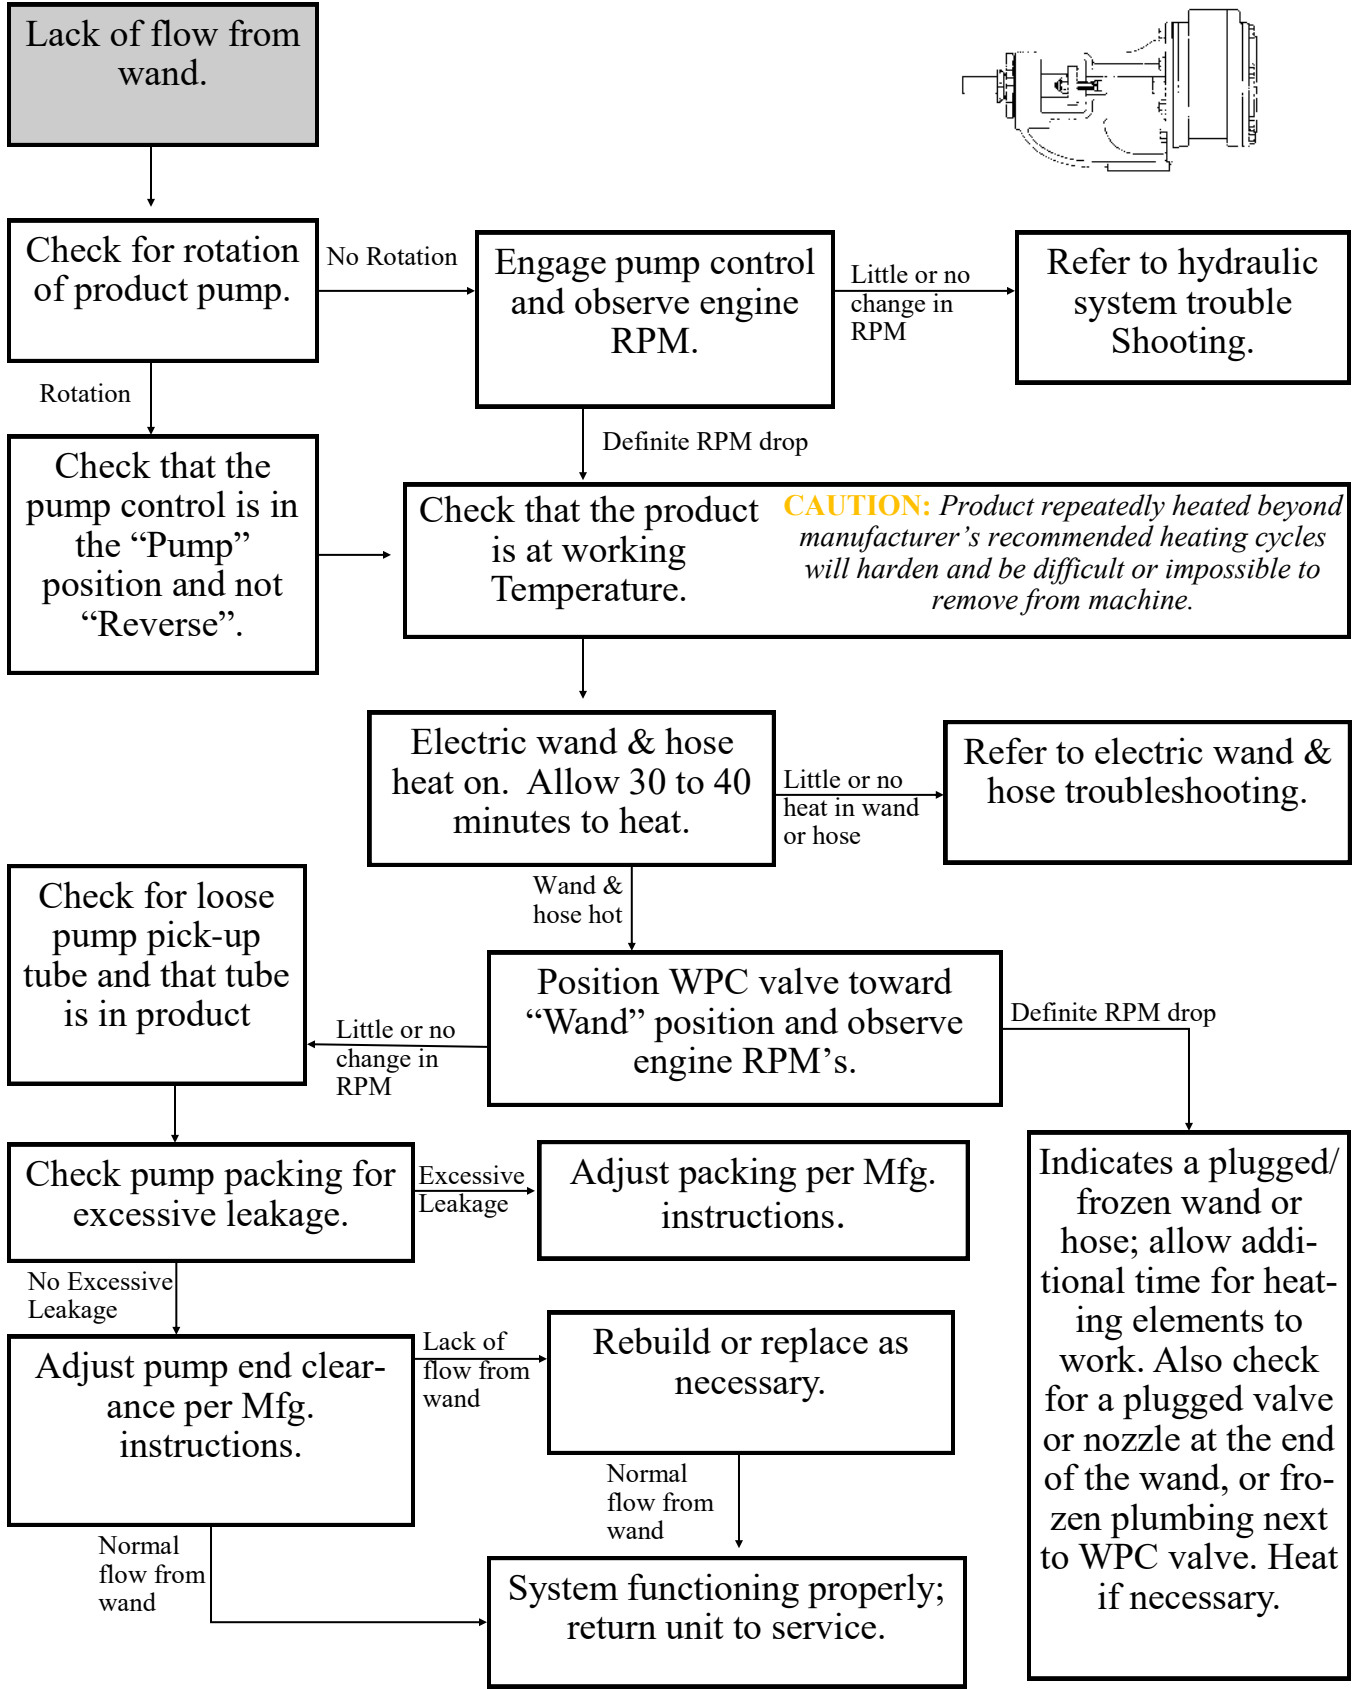 Lack of flow from
wand.
Check for rotation
of product pump.
No Rotation
Engage pump control
and observe engine
RPM.
Little or no
change in
RPM
Refer to hydraulic
system trouble
Shooting.
Rotation
Definite RPM drop
Check that the
pump control is in
the “Pump”
position and not
“Reverse”.
Check that the product
is at working
Temperature.
CAUTION: Product repeatedly heated beyond
manufacturer’s recommended heating cycles
will harden and be difficult or impossible to
remove from machine.
Electric wand & hose
heat on.  Allow 30 to 40
minutes to heat.
Little or no
heat in wand
or hose
Refer to electric wand &
hose troubleshooting.
Wand &
hose hot
Check for loose
pump pick-up
tube and that tube
is in product
Little or no
change in
RPM
Position WPC valve toward
“Wand” position and observe
engine RPM’s.
Definite RPM drop
Check pump packing for
excessive leakage.
Excessive
Leakage
Adjust packing per Mfg.
instructions.
Indicates a plugged/
frozen wand or
hose; allow addi-
tional time for heat-
ing elements to
work. Also check
for a plugged valve
or nozzle at the end
of the wand, or fro-
zen plumbing next
to WPC valve. Heat
if necessary.
No Excessive
Leakage
Adjust pump end clear-
ance per Mfg.
instructions.
Lack of
flow from
wand
Rebuild or replace as
necessary.
Normal
flow from
wand
Normal
flow from
wand
System functioning properly;
return unit to service.